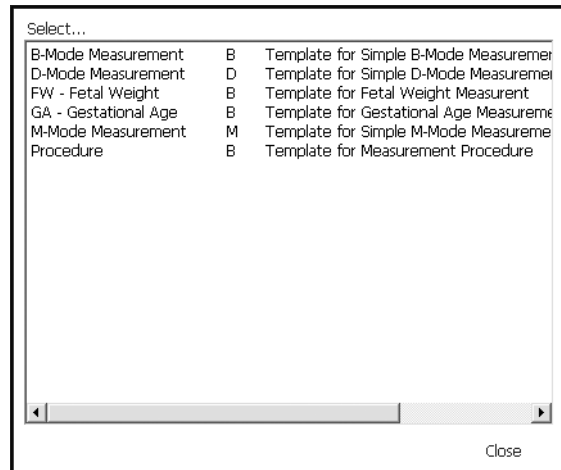 Select...
B-Mode Measurement B Template for Simple B-Mode Measuremer
D-Mode Measurement D Template for Simple D-Mode Measuremer
FW - Fetal Weight B Template for Fetal Weight Measurent
GA - Gestational Age B Template for Gestational Age Measureme
M-Mode Measurement M Template for Simple M-Mode Measureme
Procedure B Template for Measurement Procedure
Close